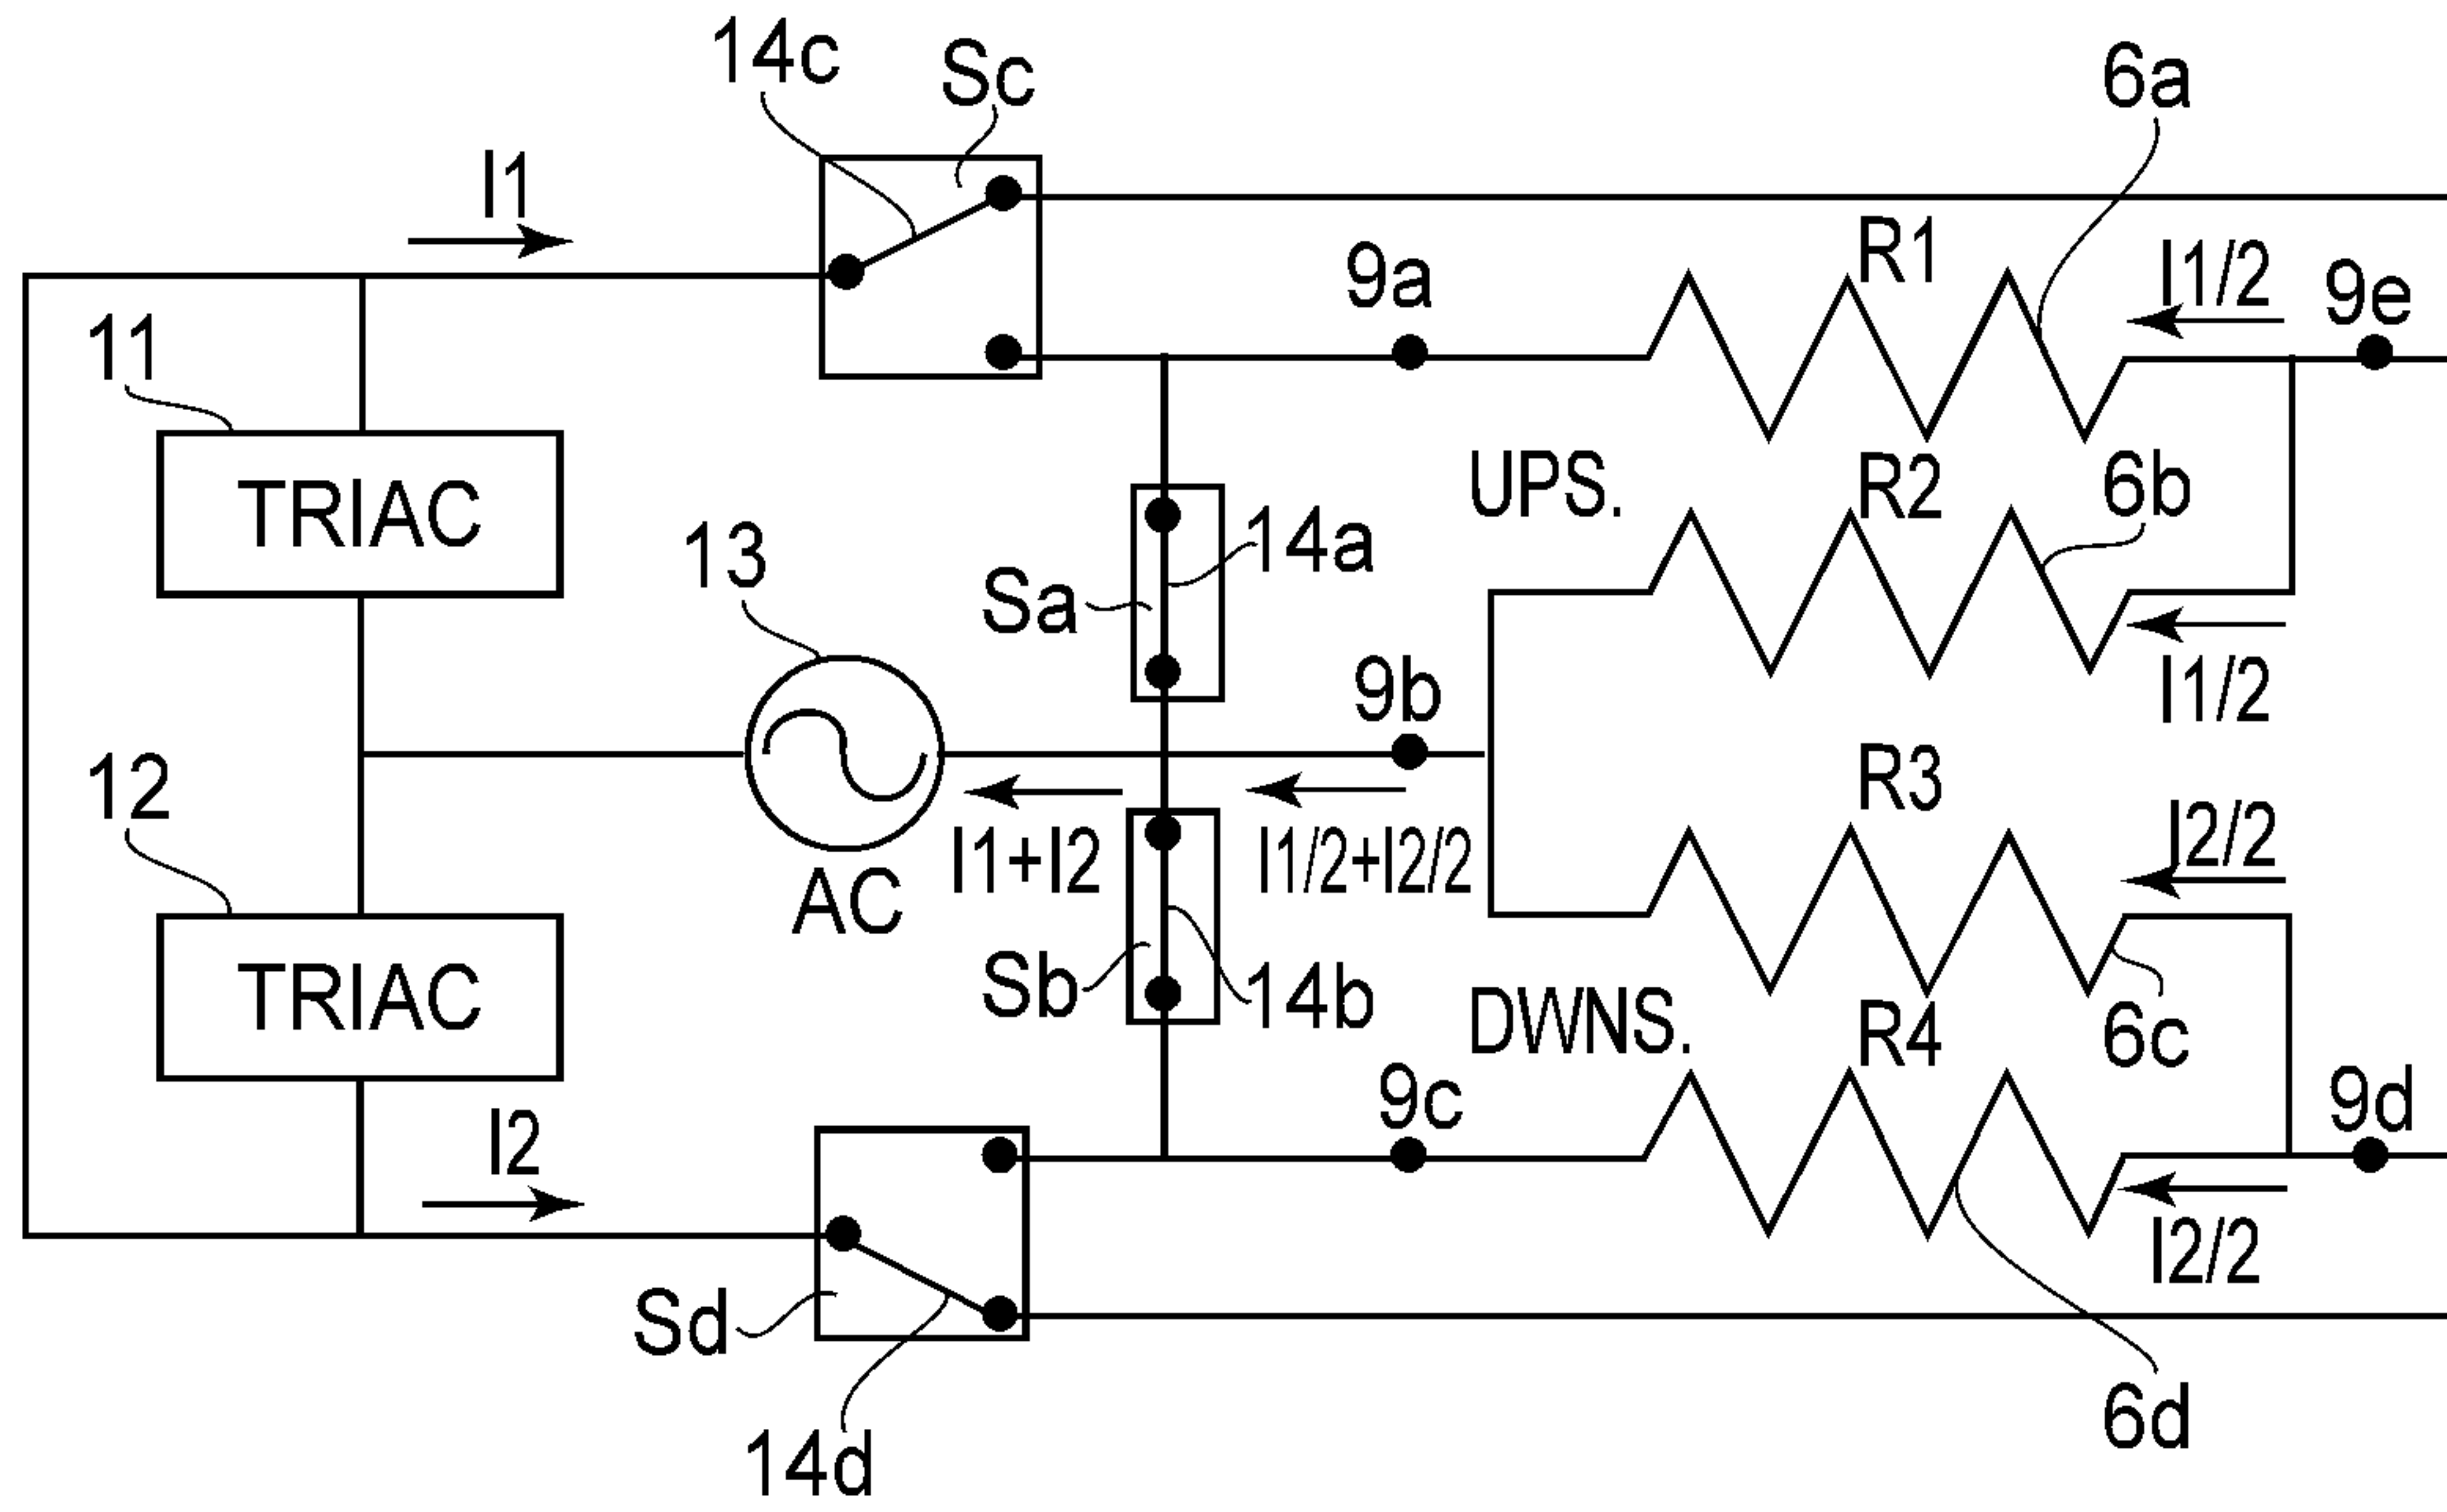 14c
Sc
6a
I1
R1
I1/2
9e
9a
11
TRIAC
UPS.
R2
6b
14a
13
Sa
9b
I1/2
12
R3
I2/2
I1+I2
I1/2+I2/2
AC
TRIAC
Sb
14b
DWNS.
R4
6c
9c
9d
I2
I2/2
Sd
14d
6d